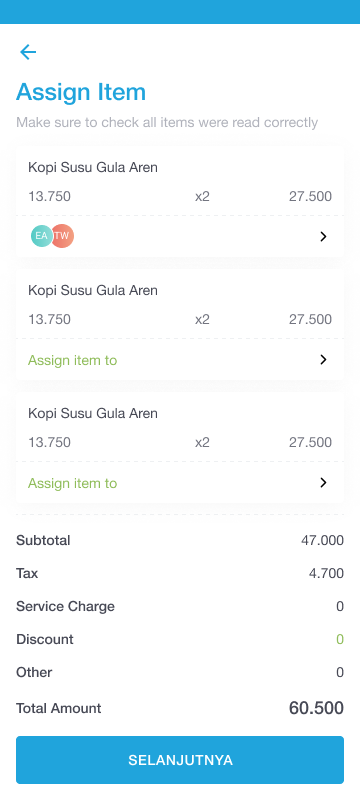 Assign Item
Make sure to check all items were read correctly
Kopi Susu Gula Aren
13.750 x2 27.500
EA TW
Kopi Susu Gula Aren
13.750 x2 27.500
Assign item to
Kopi Susu Gula Aren
13.750 x2 27.500
Assign item to
Subtotal 47.000
Tax 4.700
Service Charge 0
Discount 0
Other 0
Total Amount 60.500
SELANJUTNYA